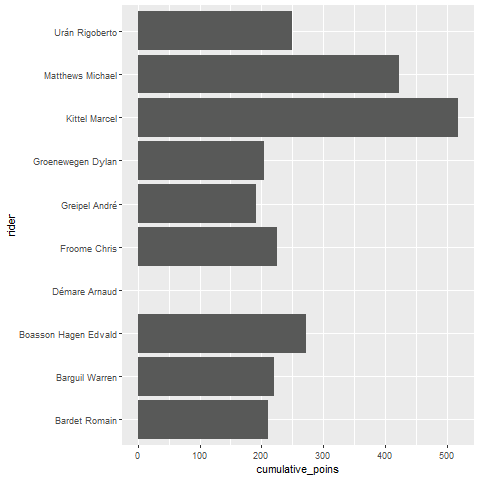 Urán Rigoberto
Matthews Michael
Kittel Marcel
Groenewegen Dylan
Greipel André
Froome Chris
Démare Arnaud
Boasson Hagen Edvald
Barguil Warren
Bardet Romain
rider
0 100 200 300 400 500
cumulative_poins